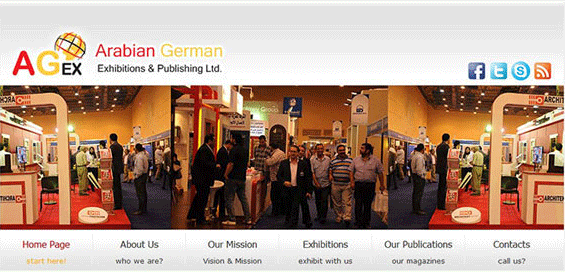 AGEX
Arabian German
Exhibitions & Publishing Ltd.
Home Page
About Us
Our Mission
Exhibitions
Our Publications
Contacts
start here!
who we are?
Vision & Mission
exhibit with us
our magazines
call us?